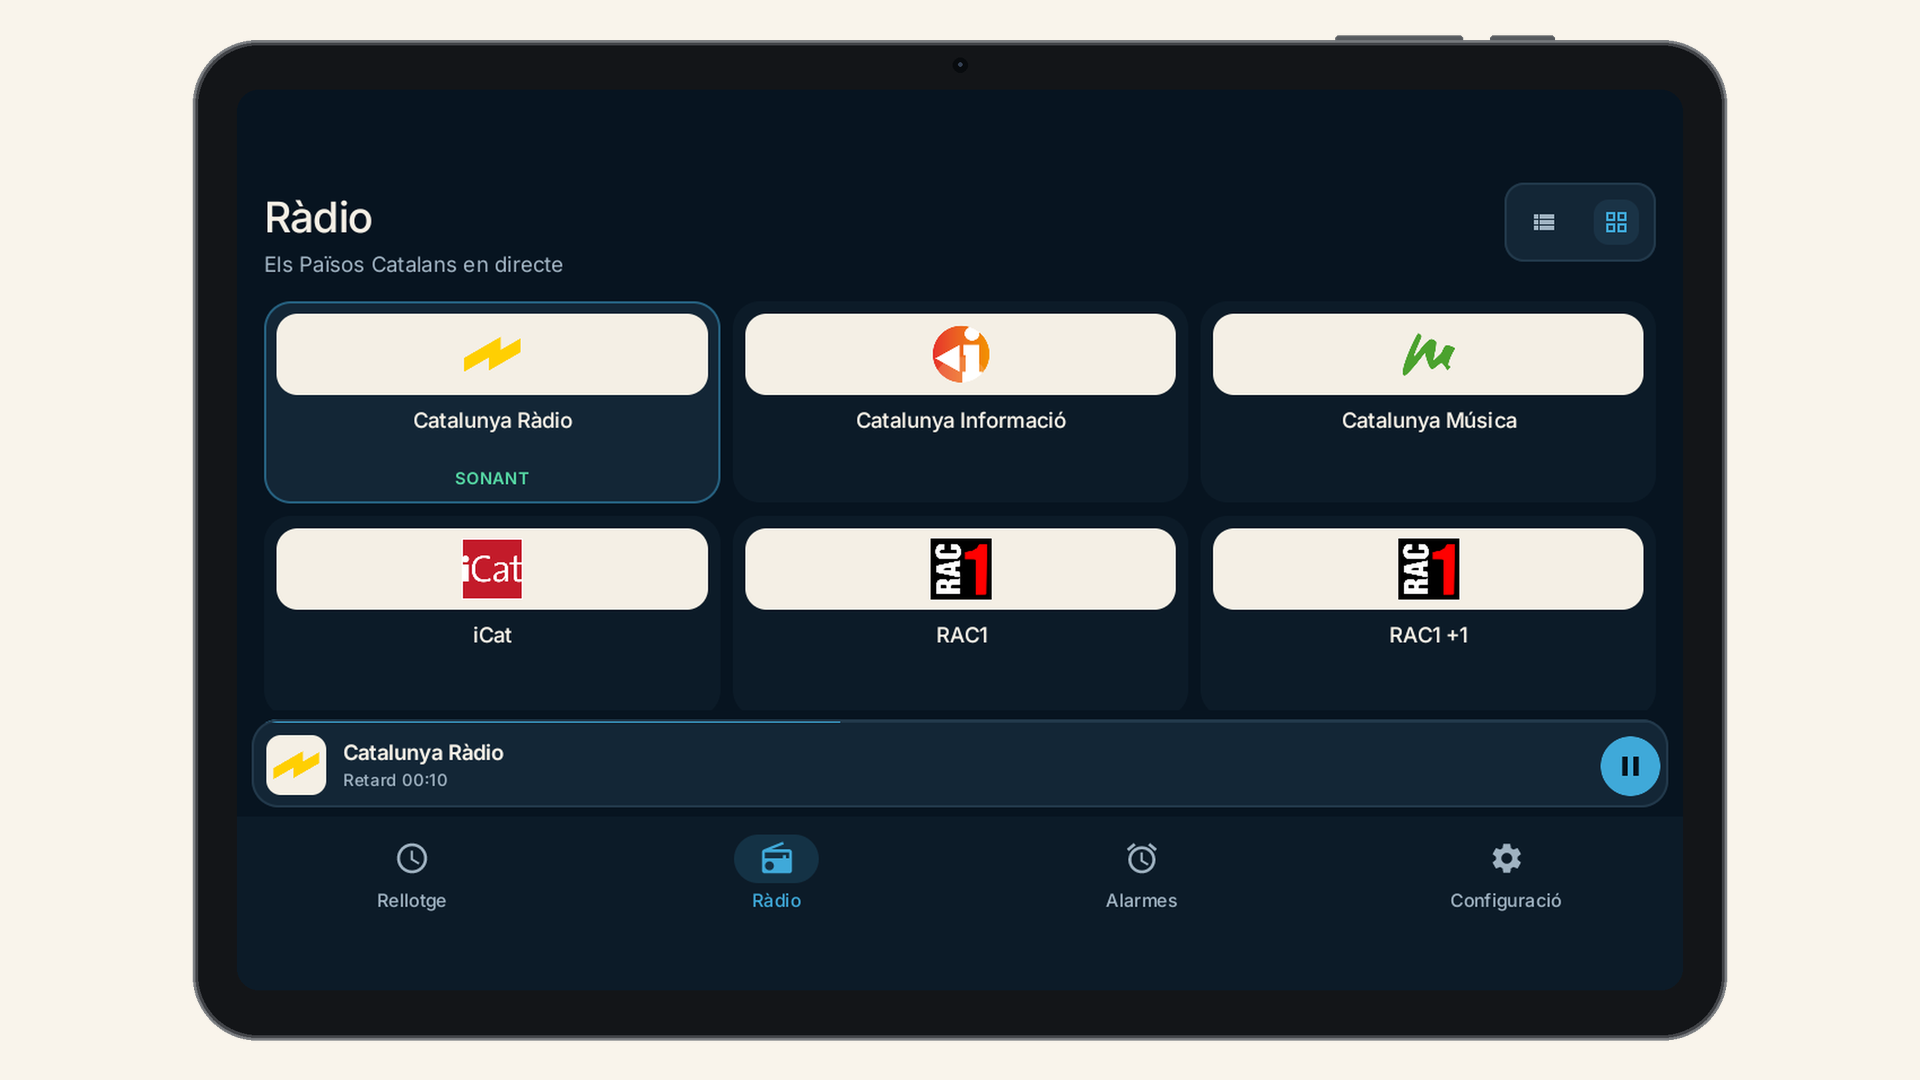 Ràdio
Els Països Catalans en directe
Catalunya Ràdio
SONANT
i
Catalunya Informació
Catalunya Música
iCat
iCat
RAC1
RAC1
RAC1
RAC1 +1
Catalunya Ràdio
Retard 00:10
Rellotge
Ràdio
Alarmes
Configuració